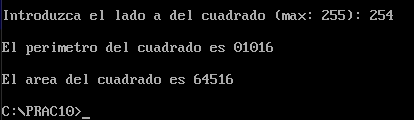 Introduzca el lado a del cuadrado (max: 255): 254
El perimetro del cuadrado es 01016
El area del cuadrado es 64516
C:\PRAC10>_